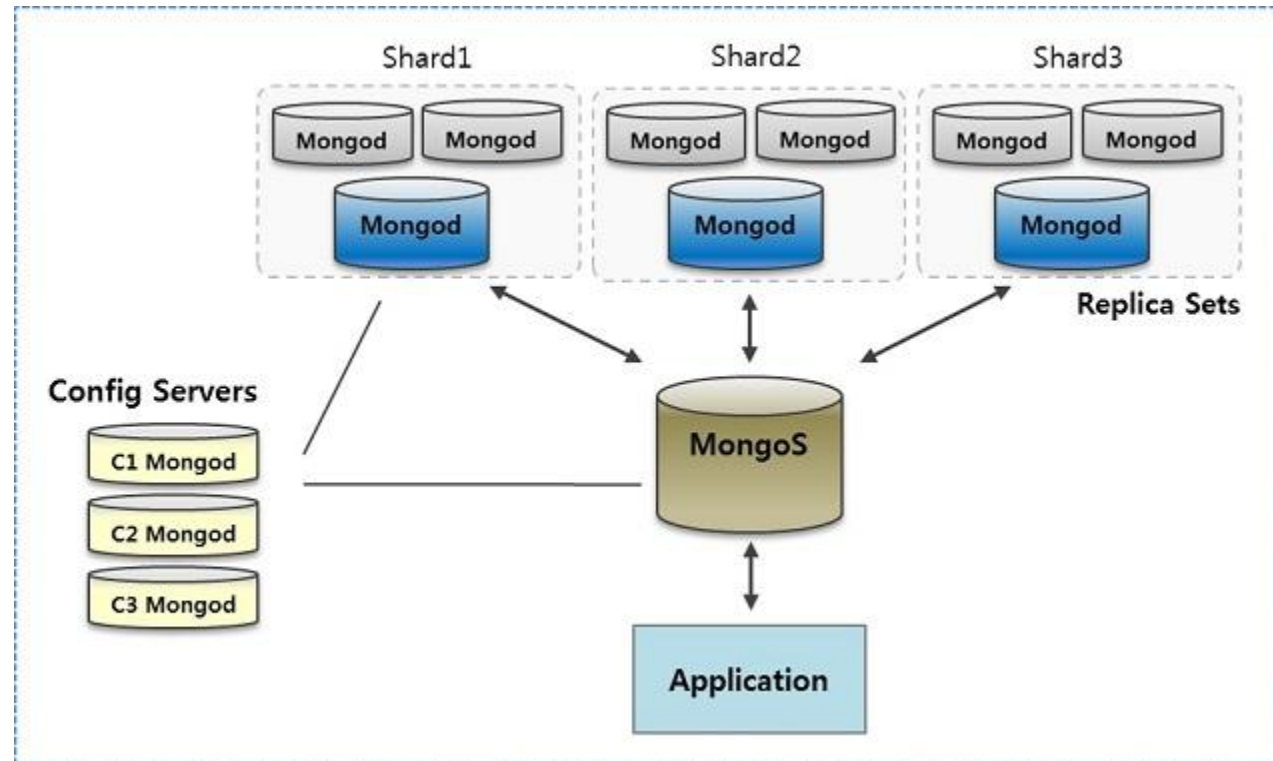 Shard1
Shard2
Shard3
Mongod
Mongod
Mongod
Mongod
Mongod
Mongod
Mongod
Mongod
Mongod
Replica Sets
Config Servers
C1 Mongod
C2 Mongod
C3 Mongod
MongoS
Application